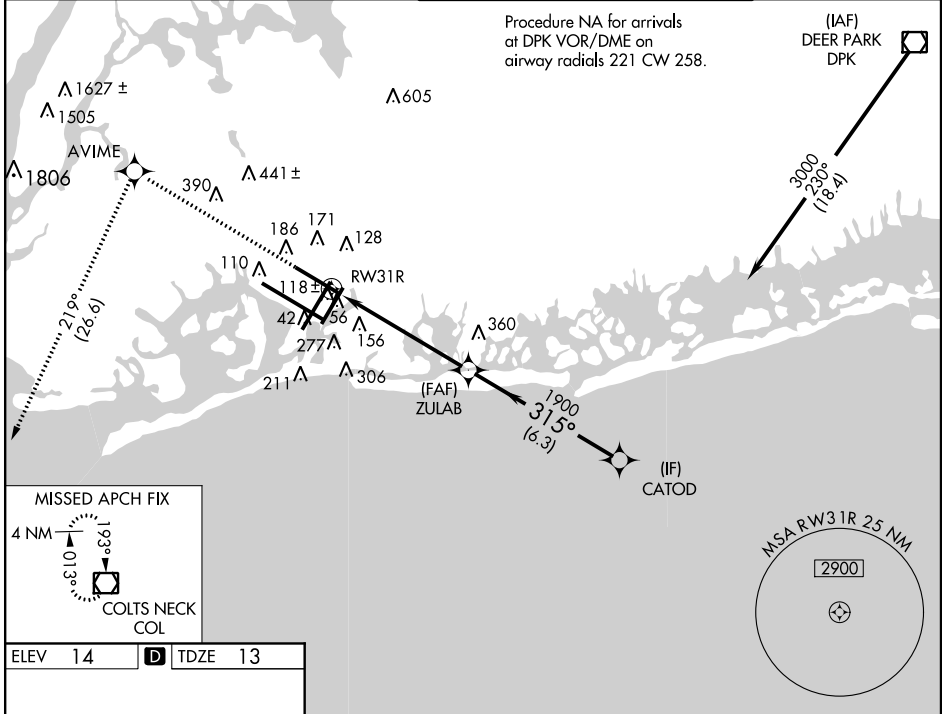 Procedure NA for arrivals
at DPK VOR/DME on
airway radials 221 CW 258.
(IAF)
DEER PARK
DPK
1627 ±
1505
605
AVIME
1806
390
441 ±
3000
230°
(18.4)
186
171
128
110
RW31R
118 ±
42
56
277
156
360
211
306
219°
(26.6)
(FAF)
ZULAB
1900
315°
(6.3)
(IF)
CATOD
MISSED APCH FIX
4 NM
193°
013°
COLTS NECK
COL
MSA RW31R 25 NM
2900
ELEV 14 D TDZE 13